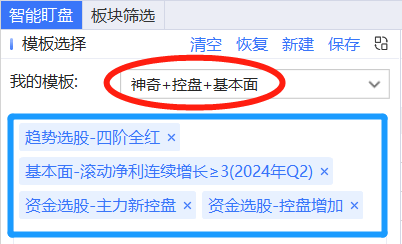 智能盯盘 板块筛选
模板选择 清空 恢复 新建 保存
我的模板: 神奇+控盘+基本面
趋势选股-四阶全红 ×
基本面-滚动净利连续增长≥3(2024年Q2) ×
资金选股-主力新控盘 × 资金选股-控盘增加 ×